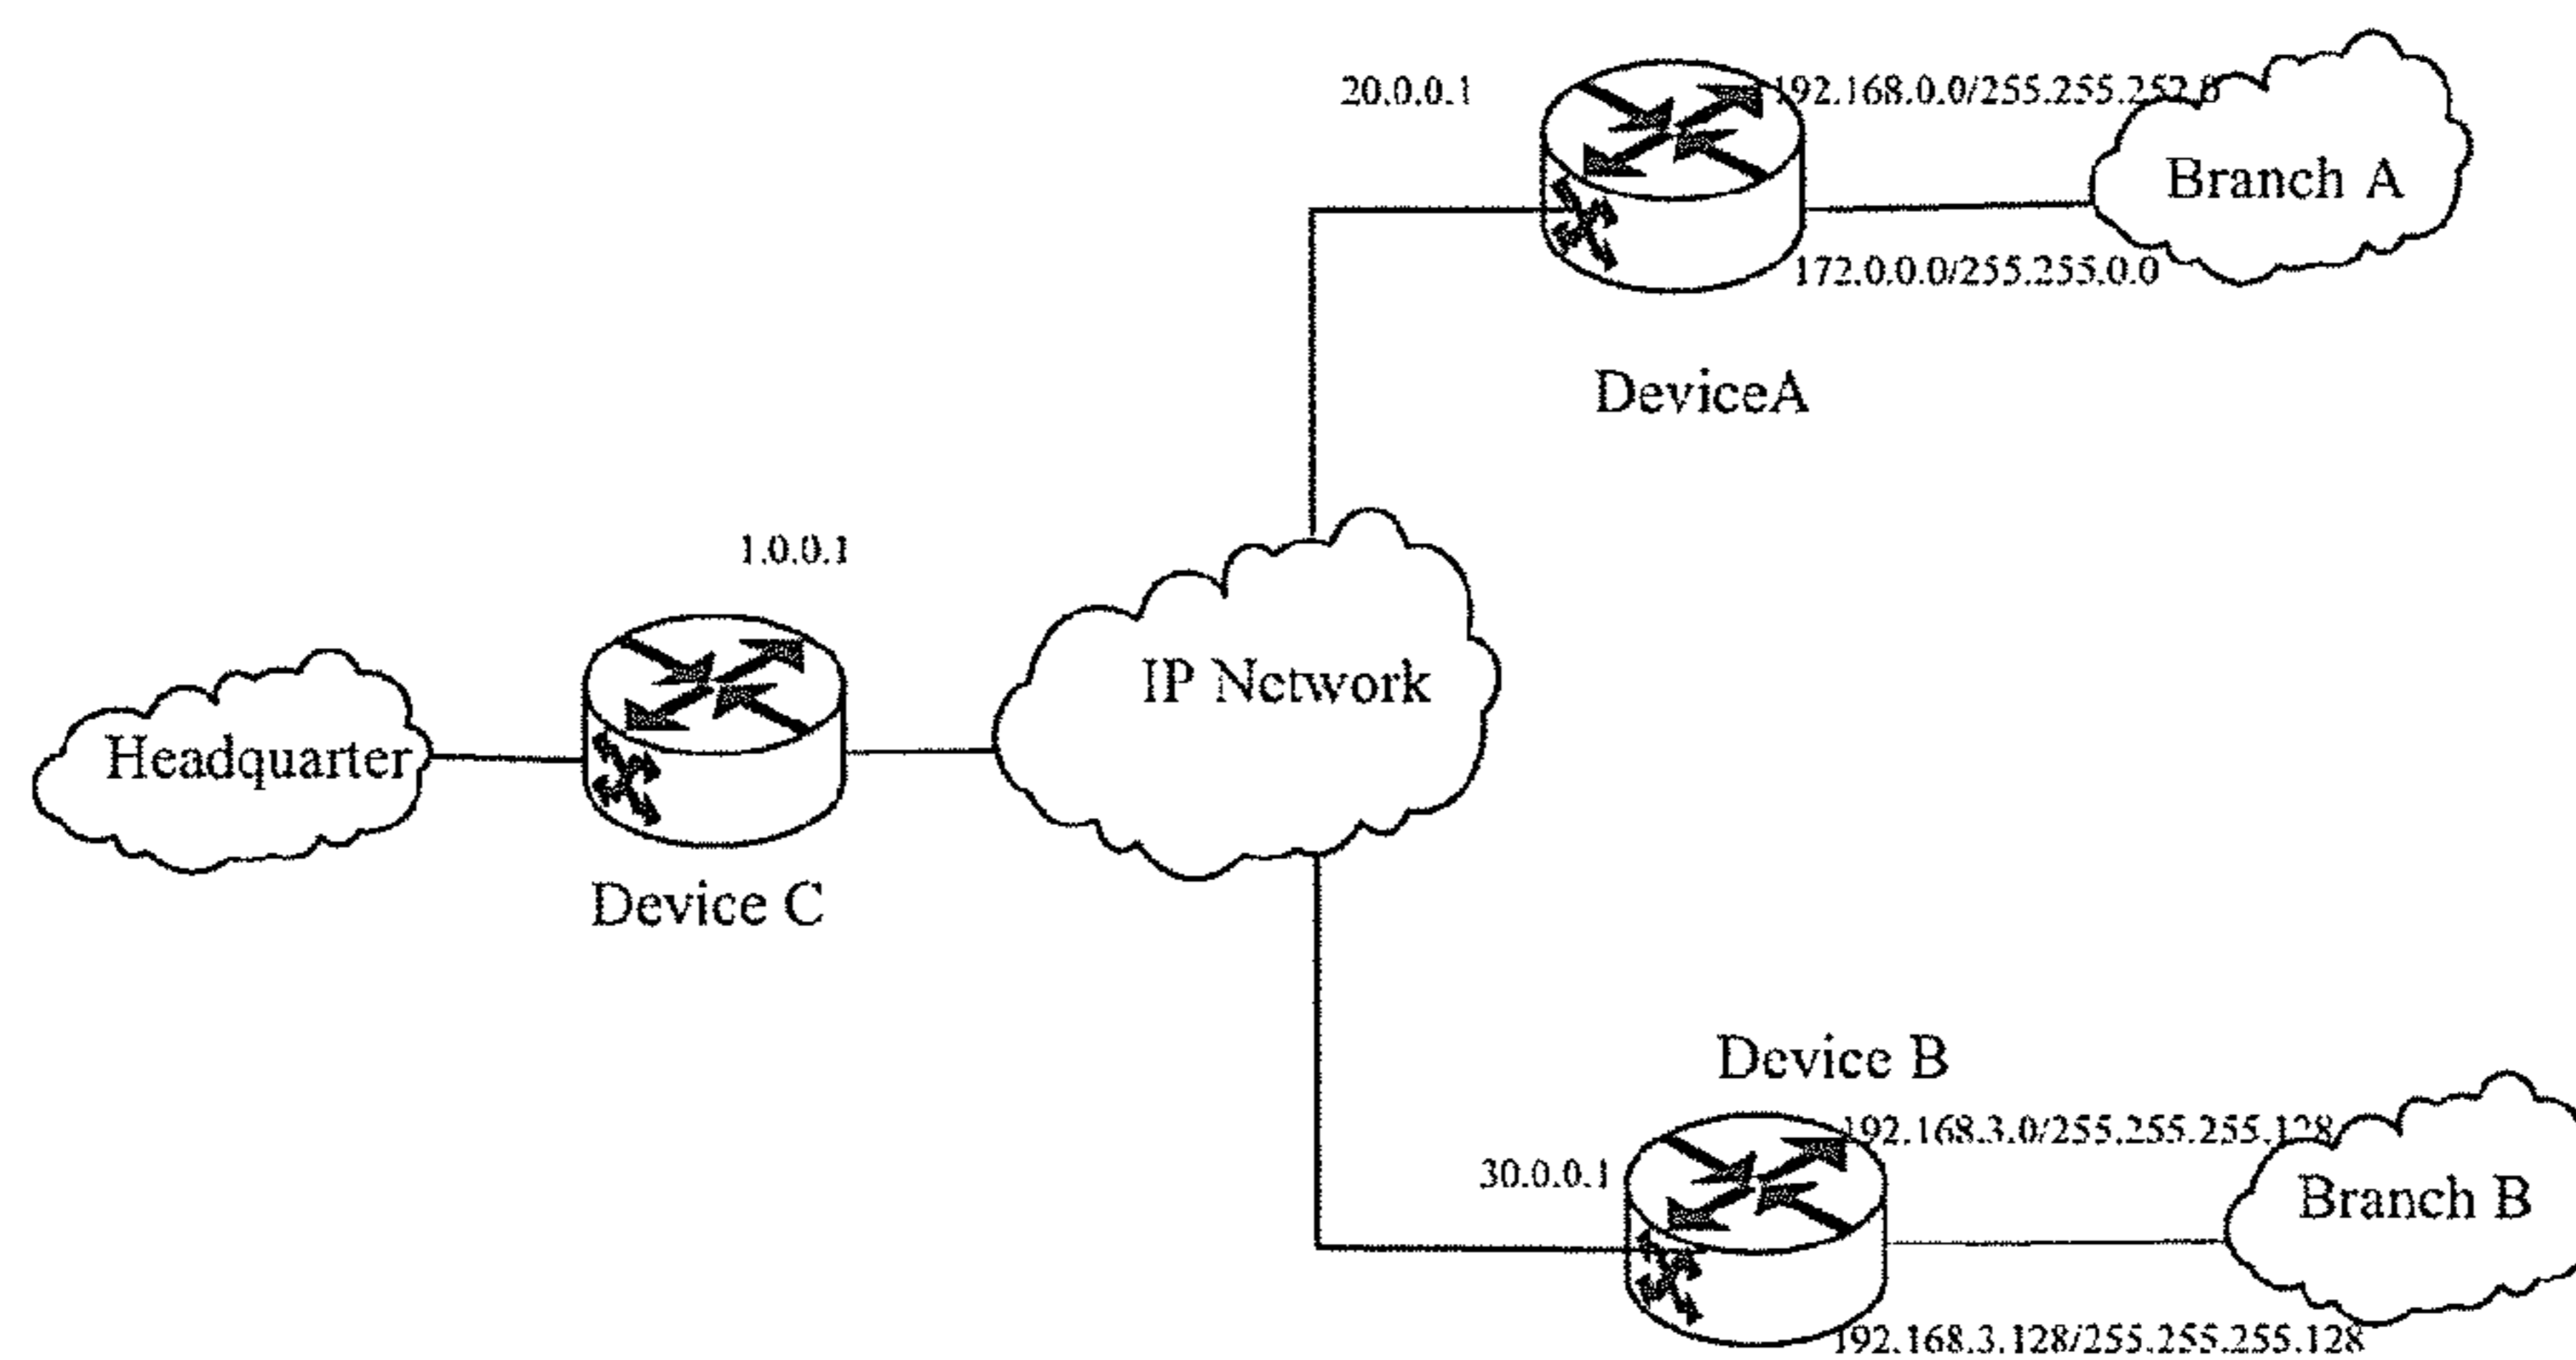 20.0.0.1
192.168.0.0/255.255.252.0
Branch A
172.0.0.0/255.255.0.0
DeviceA
1.0.0.1
IP Network
Headquarter
Device C
Device B
192.168.3.0/255.255.255.128
30.0.0.1
Branch B
192.168.3.128/255.255.255.128